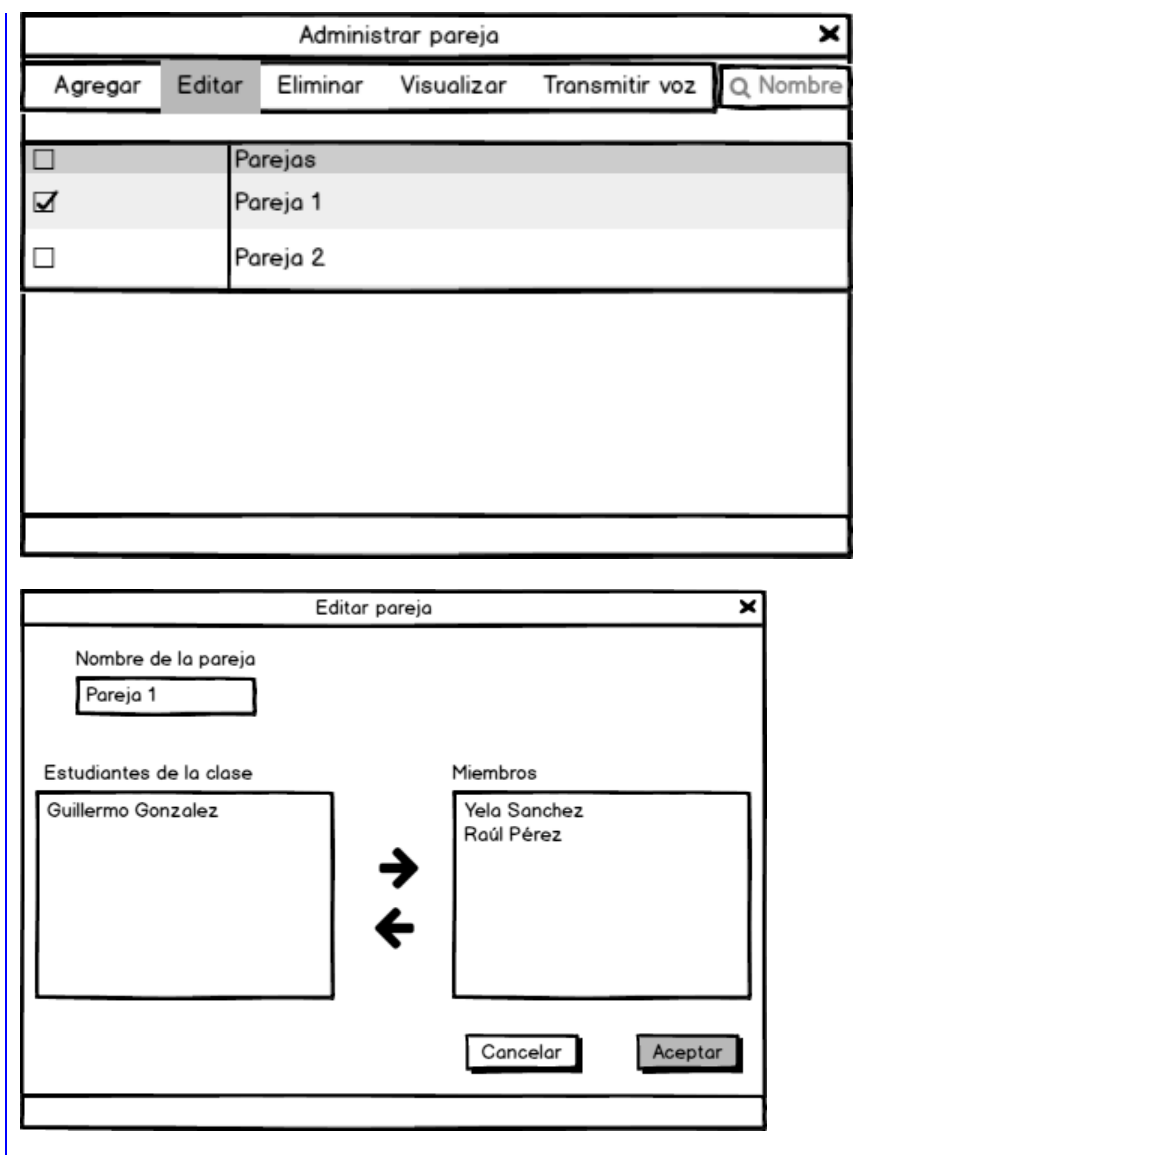 Administrar pareja
Agregar Editar Eliminar Visualizar Transmitir voz Nombre
Parejas
Pareja 1
Pareja 2
Editar pareja
Nombre de la pareja
Pareja 1
Estudiantes de la clase Miembros
Guillermo Gonzalez Yela Sanchez
Raúl Pérez
Cancelar Aceptar